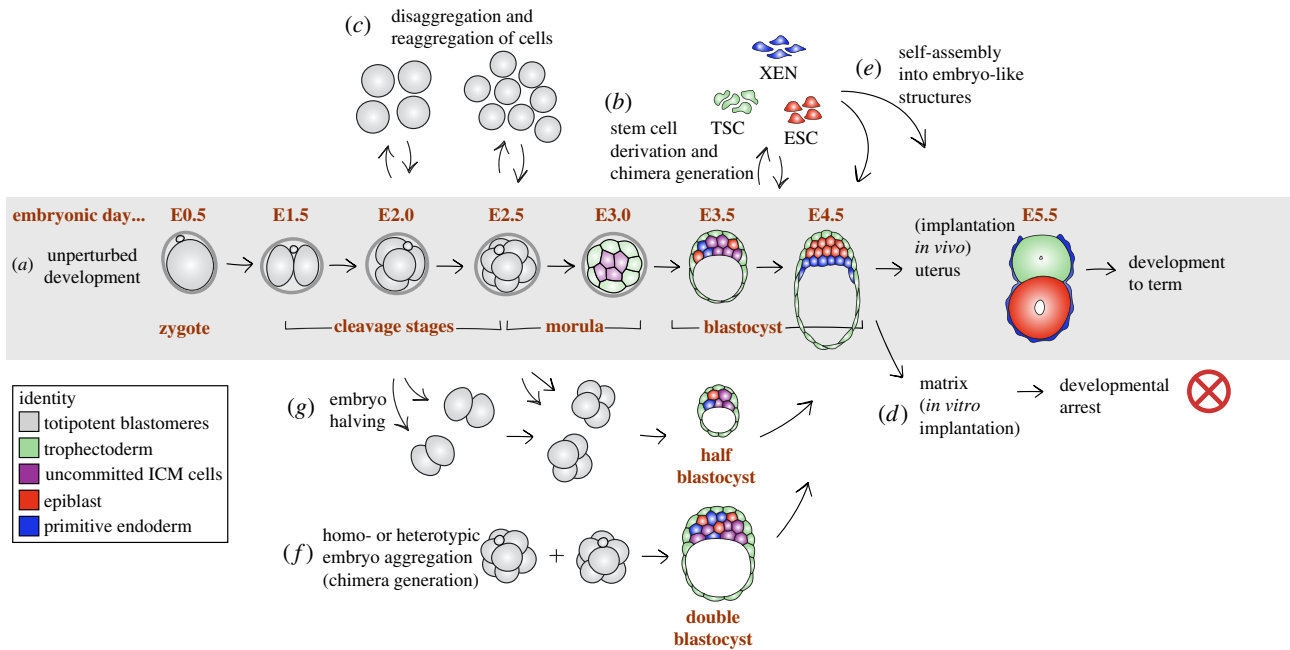 (c)
disaggregation and
reaggregation of cells
XEN
TSC
ESC
(b)
stem cell
derivation and
chimera generation
(e)
self-assembly
into embryo-like
structures
embryonic day...
E0.5
E1.5
E2.0
E2.5
E3.0
E3.5
E4.5
E5.5
(a)
unperturbed
development
(implantation
in vivo)
uterus
development
to term
zygote
cleavage stages
morula
blastocyst
identity
totipotent blastomeres
trophectoderm
uncommitted ICM cells
epiblast
primitive endoderm
(g)
embryo
halving
half
blastocyst
(d)
matrix
(in vitro
implantation)
developmental
arrest
(f)
homo- or heterotypic
embryo aggregation
(chimera generation)
+
double
blastocyst